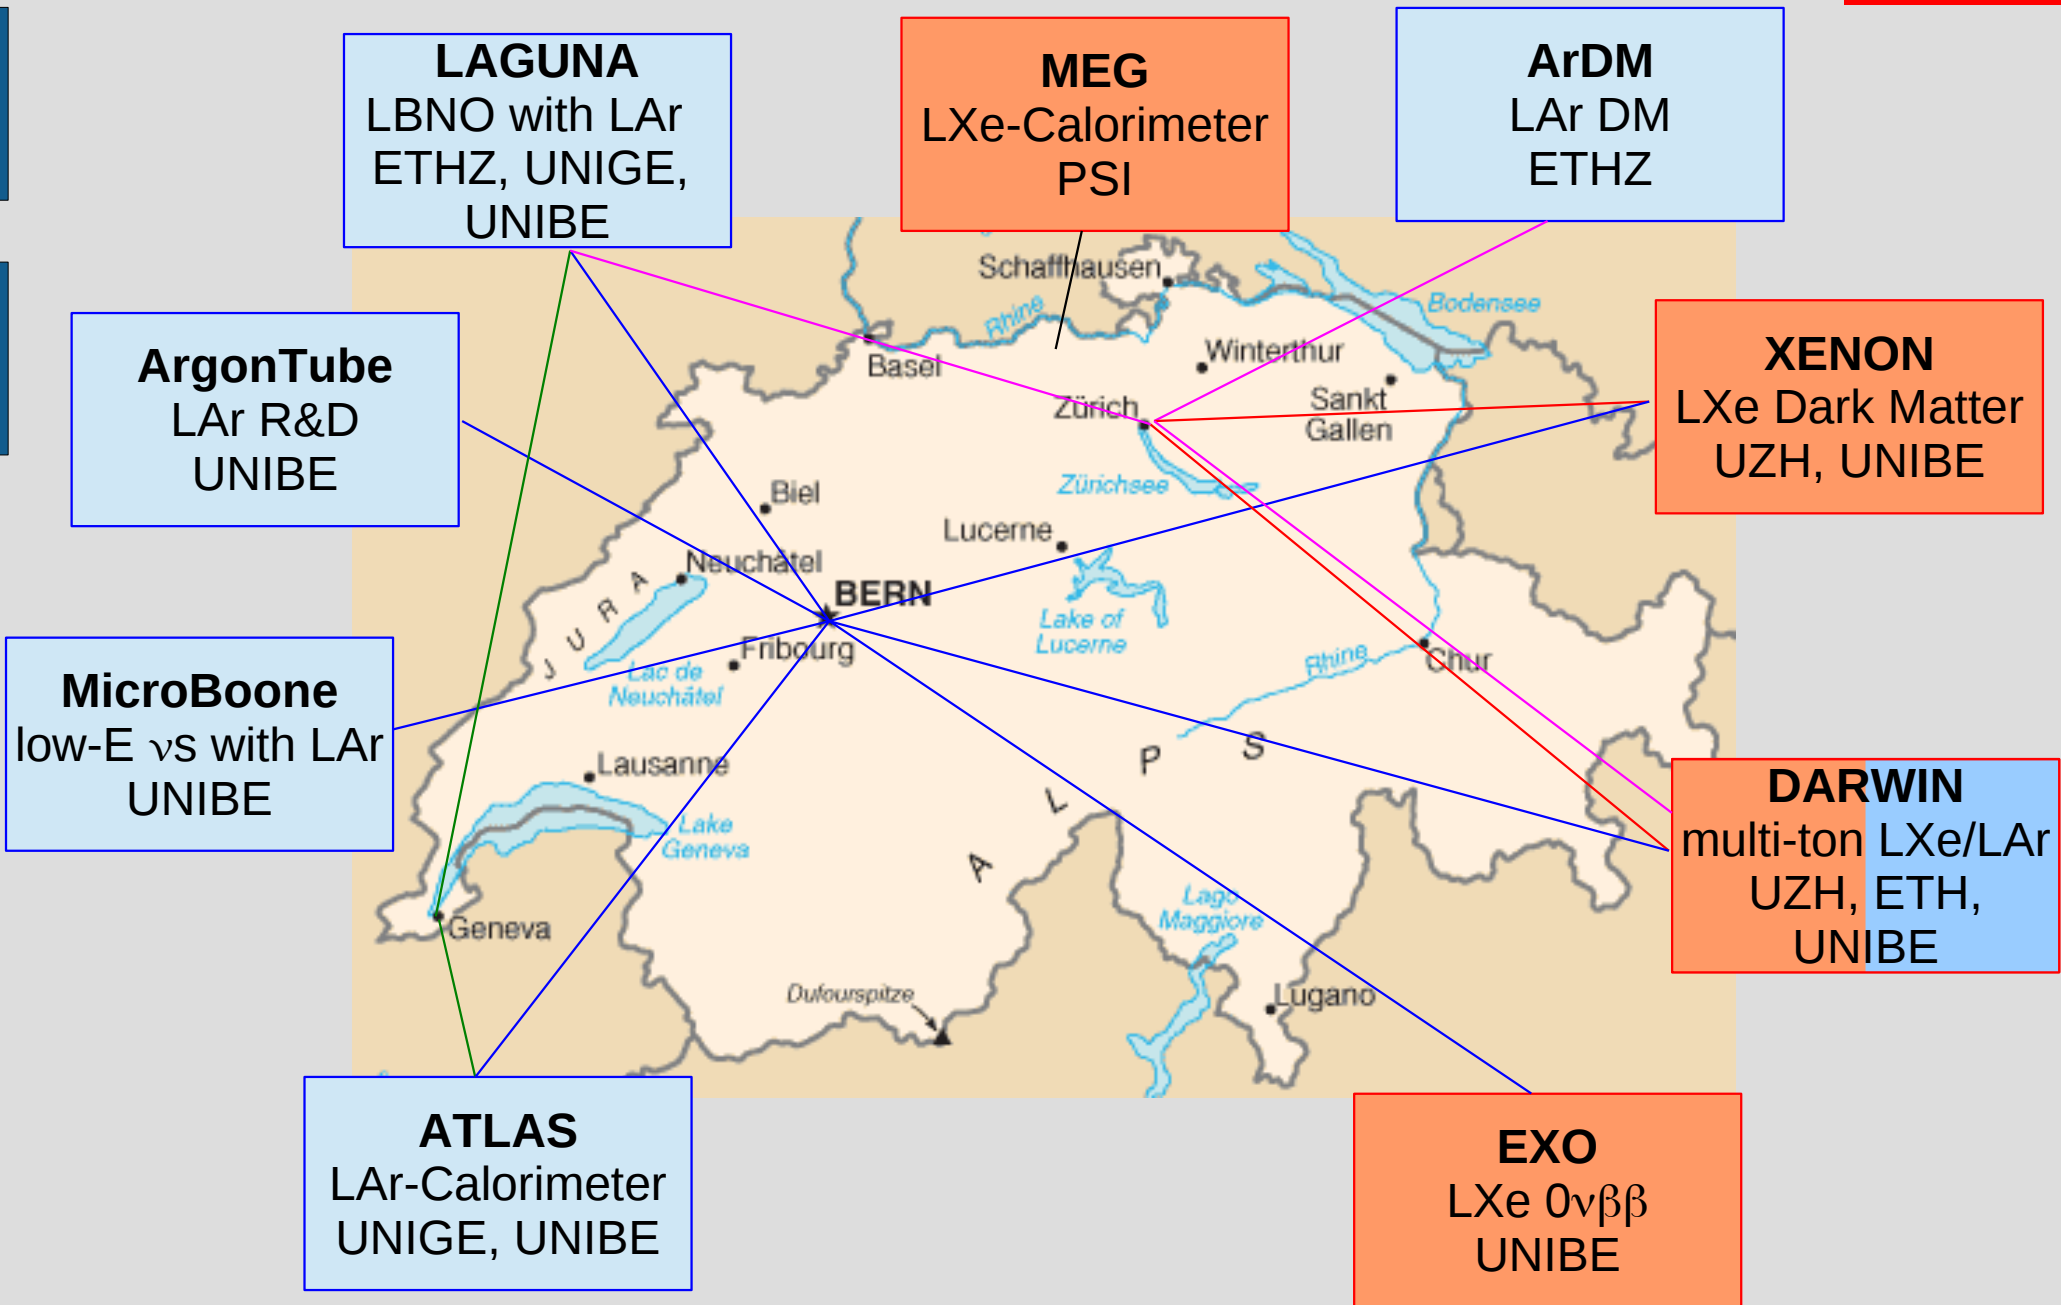 LAGUNA
LBNO with LAr
ETHZ, UNIGE,
UNIBE
MEG
LXe-Calorimeter
PSI
ArDM
LAr DM
ETHZ
ArgonTube
LAr R&D
UNIBE
XENON
LXe Dark Matter
UZH, UNIBE
MicroBoone
low-E νs with LAr
UNIBE
DARWIN
multi-ton LXe/LAr
UZH, ETH,
UNIBE
ATLAS
LAr-Calorimeter
UNIGE, UNIBE
EXO
LXe 0νββ
UNIBE
Schaffhausen
Rhine
Bodensee
Basel
Winterthur
Zürich
Sankt
Gallen
Zürichsee
Biel
Lucerne
Neuchâtel
JURA
BERN
Lake of
Lucerne
Fribourg
Lac de
Neuchâtel
Rhine
Chur
Lausanne
ALPS
Lake
Geneva
Geneva
Lago
Maggiore
Dufourspitze
Lugano